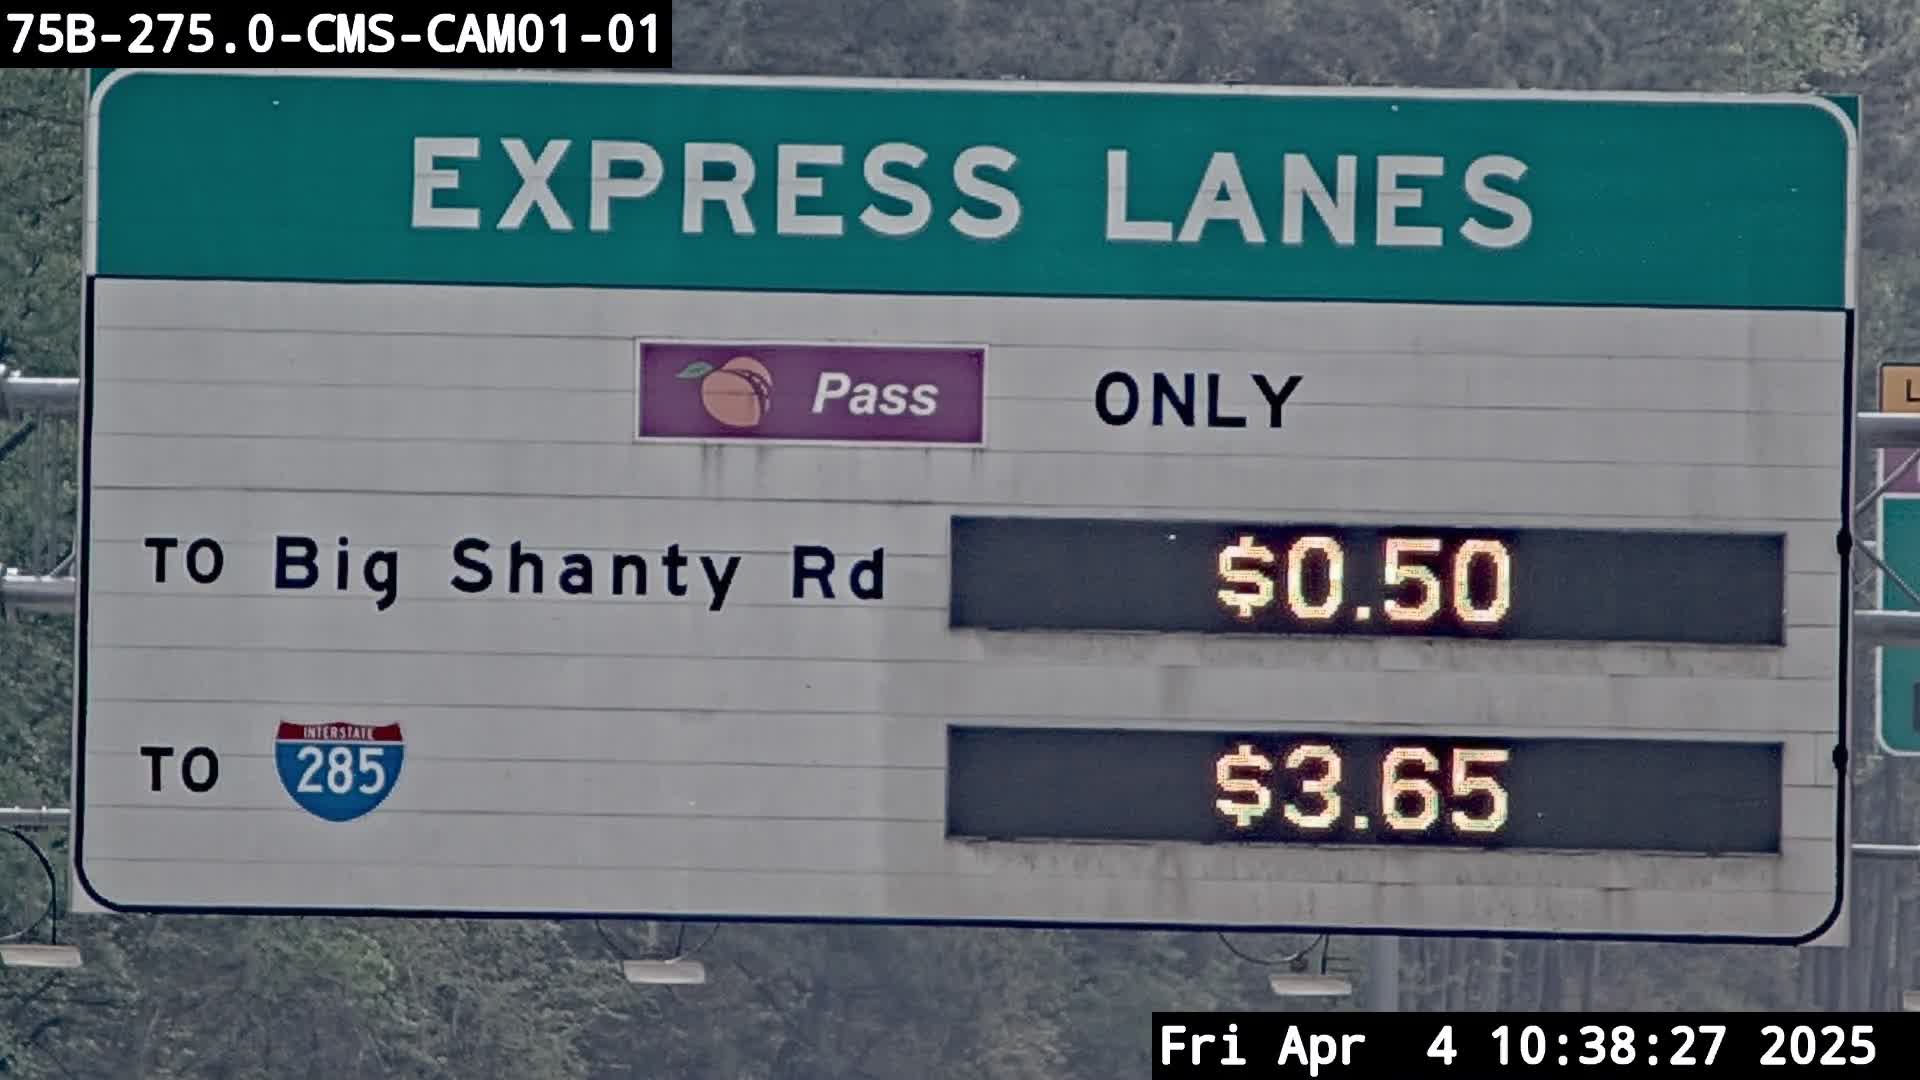 75B-275.0-CMS-CAM01-01
EXPRESS LANES
Pass ONLY
TO Big Shanty Rd $0.50
TO INTERSTATE 285 $3.65
Fri Apr 4 10:38:27 2025